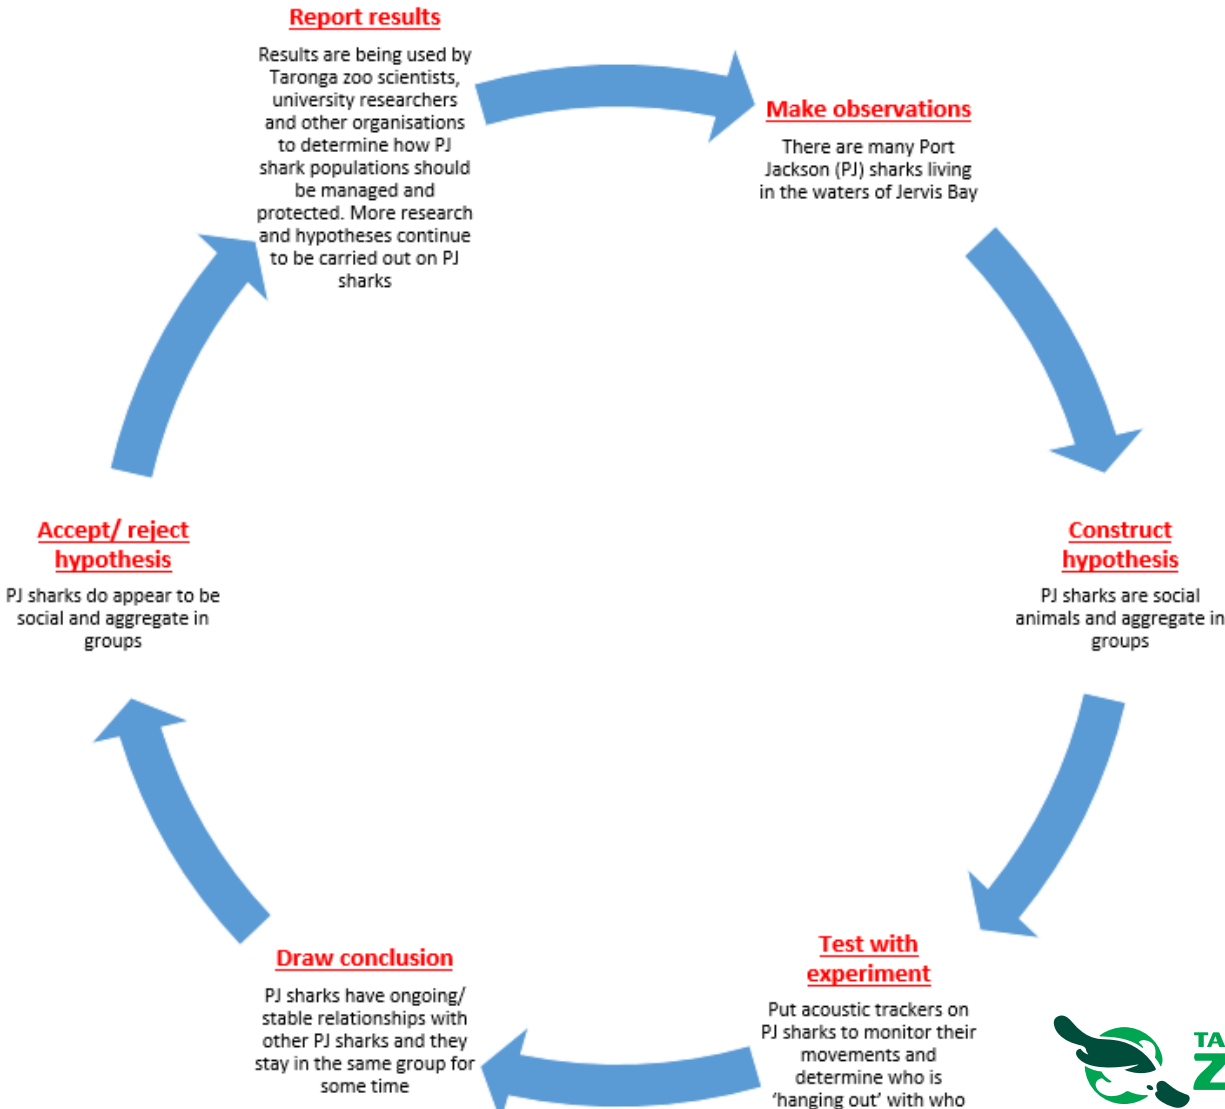 Report results
Results are being used by
Taronga zoo scientists,
university researchers
and other organisations
to determine how PJ
shark populations should
be managed and
protected. More research
and hypotheses continue
to be carried out on PJ
sharks
Make observations
There are many Port
Jackson (PJ) sharks living
in the waters of Jervis Bay
Construct
hypothesis
PJ sharks are social
animals and aggregate in
groups
Test with
experiment
Put acoustic trackers on
PJ sharks to monitor their
movements and
determine who is
‘hanging out’ with who
Draw conclusion
PJ sharks have ongoing/
stable relationships with
other PJ sharks and they
stay in the same group for
some time
Accept/ reject
hypothesis
PJ sharks do appear to be
social and aggregate in
groups
TA
Z